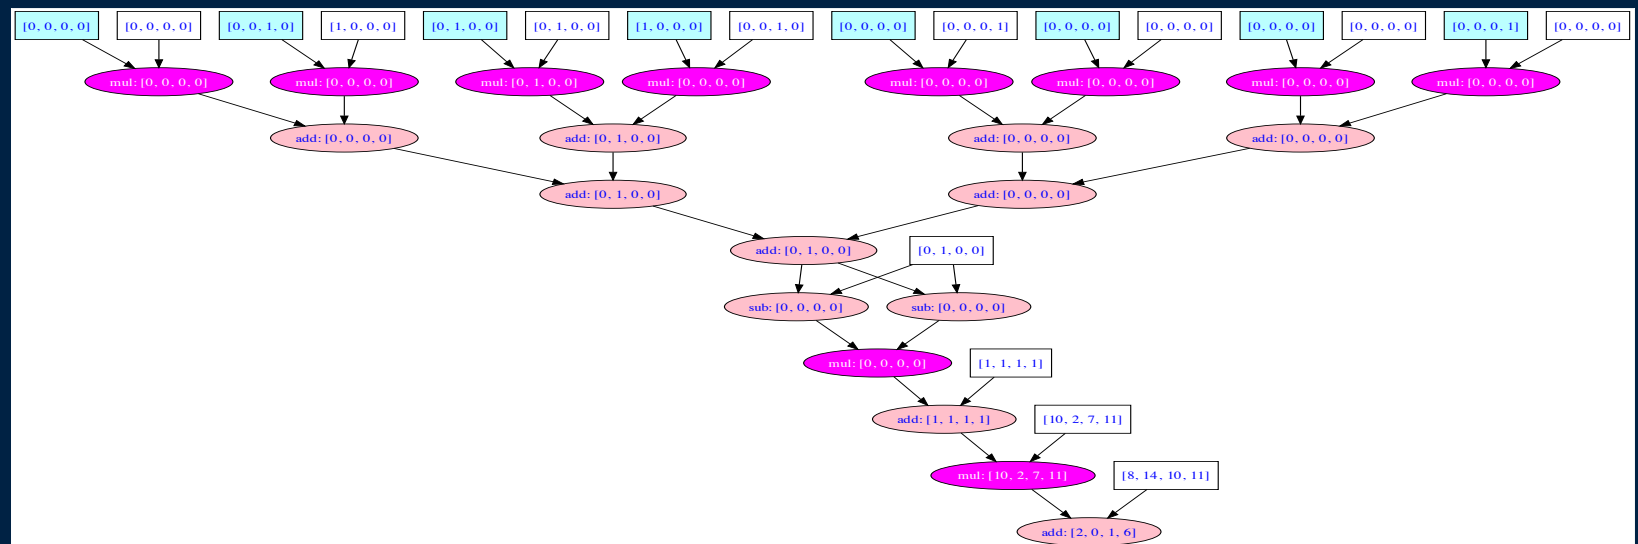 [0, 0, 0, 0] [0, 0, 0, 0] [0, 0, 1, 0] [1, 0, 0, 0] [0, 1, 0, 0] [0, 1, 0, 0] [1, 0, 0, 0] [0, 0, 1, 0] [0, 0, 0, 0] [0, 0, 0, 1] [0, 0, 0, 0] [0, 0, 0, 0] [0, 0, 0, 0] [0, 0, 0, 0] [0, 0, 0, 1] [0, 0, 0, 0]
mul: [0, 0, 0, 0] mul: [0, 0, 0, 0] mul: [0, 1, 0, 0] mul: [0, 0, 0, 0] mul: [0, 0, 0, 0] mul: [0, 0, 0, 0] mul: [0, 0, 0, 0] mul: [0, 0, 0, 0]
add: [0, 0, 0, 0] add: [0, 1, 0, 0] add: [0, 0, 0, 0] add: [0, 0, 0, 0]
add: [0, 1, 0, 0] add: [0, 0, 0, 0]
add: [0, 1, 0, 0] [0, 1, 0, 0]
sub: [0, 0, 0, 0] sub: [0, 0, 0, 0]
mul: [0, 0, 0, 0] [1, 1, 1, 1]
add: [1, 1, 1, 1] [10, 2, 7, 11]
mul: [10, 2, 7, 11] [8, 14, 10, 11]
add: [2, 0, 1, 6]